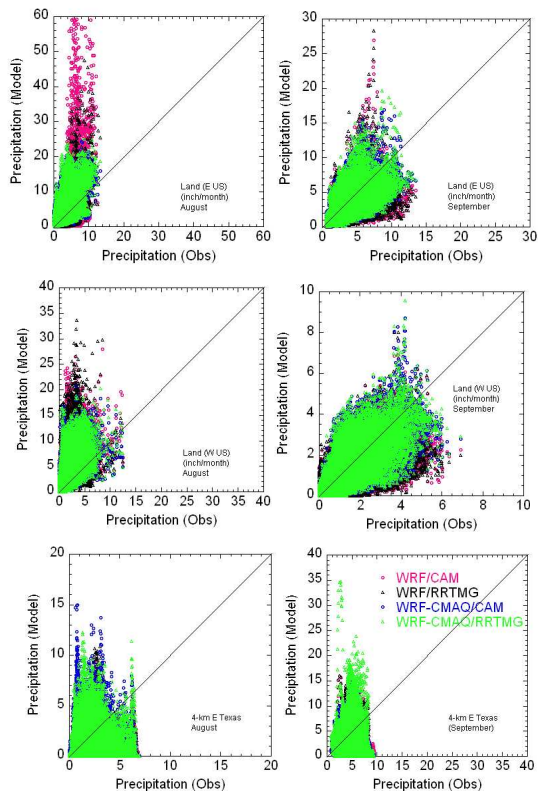 60
50
40
30
20
10
0
Precipitation (Model)
0 10 20 30 40 50 60
Precipitation (Obs)
Land (E US)
(inch/month)
August
30
25
20
15
10
5
0
Precipitation (Model)
0 5 10 15 20 25 30
Precipitation (Obs)
Land (E US)
(inch/month)
September
40
35
30
25
20
15
10
5
0
Precipitation (Model)
0 5 10 15 20 25 30 35 40
Precipitation (Obs)
Land (W US)
(inch/month)
August
10
8
6
4
2
0
Precipitation (Model)
0 2 4 6 8 10
Precipitation (Obs)
Land (W US)
(inch/month)
September
20
15
10
5
0
Precipitation (Model)
0 5 10 15 20
Precipitation (Obs)
4-km E Texas
August
40
35
30
25
20
15
10
5
0
Precipitation (Model)
0 5 10 15 20 25 30 35 40
Precipitation (Obs)
WRF/CAM
WRF/RRTMG
WRF-CMAQ/CAM
WRF-CMAQ/RRTMG
4-km E Texas
(September)